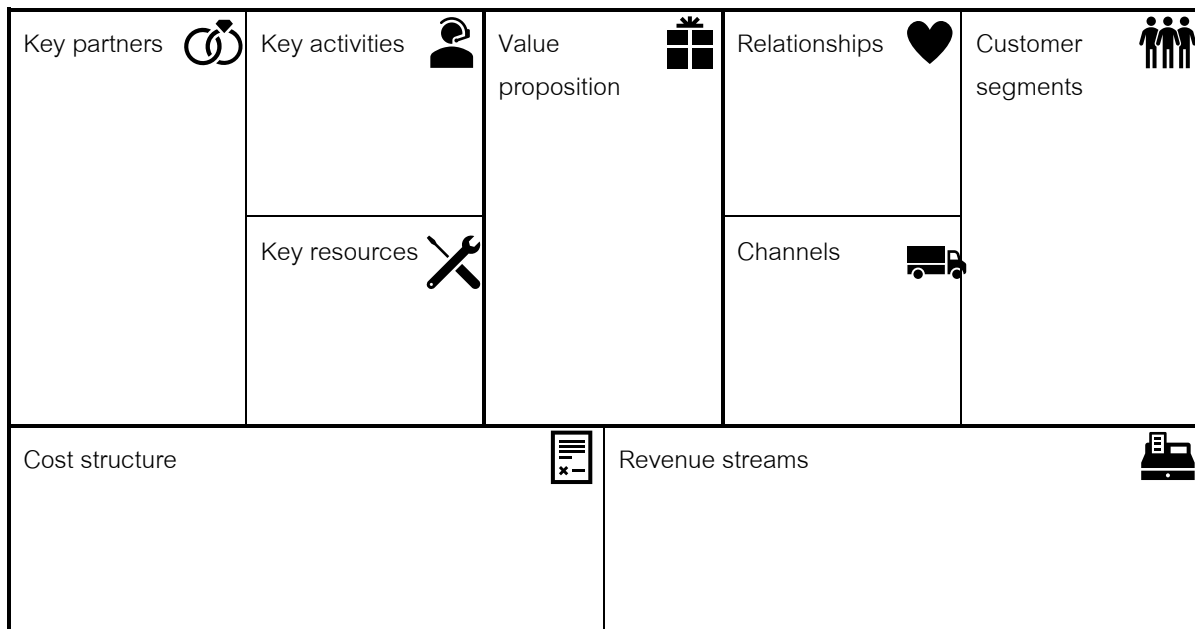 Key partners
Key activities
Value
proposition
Relationships
Customer
segments
Key resources
Channels
Cost structure
Revenue streams